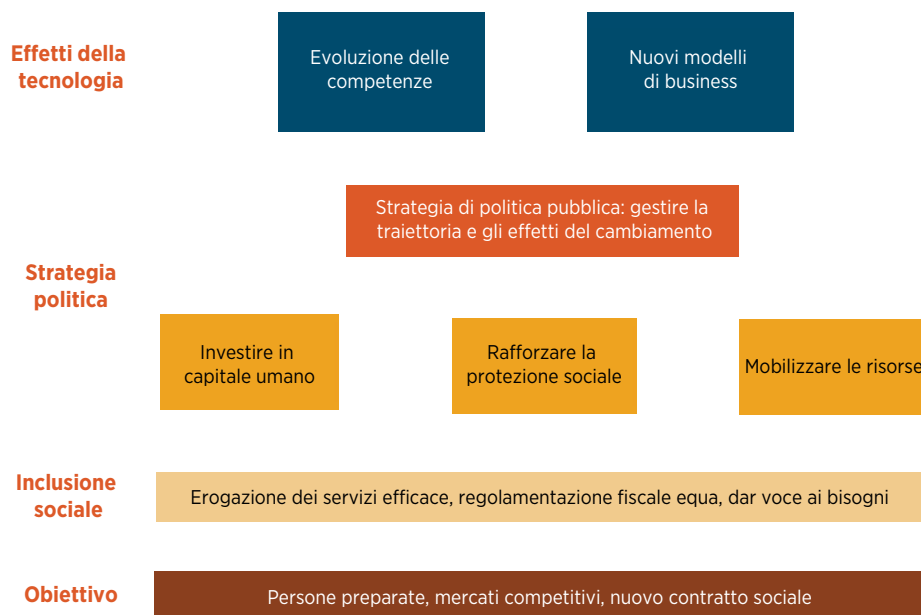 Effetti della
tecnologia
Evoluzione delle
competenze
Nuovi modelli
di business
Strategia di politica pubblica: gestire la
traiettoria e gli effetti del cambiamento
Strategia
politica
Investire in
capitale umano
Rafforzare la
protezione sociale
Mobilizzare le risorse
Inclusione
sociale
Erogazione dei servizi efficace, regolamentazione fiscale equa, dar voce ai bisogni
Obiettivo
Persone preparate, mercati competitivi, nuovo contratto sociale